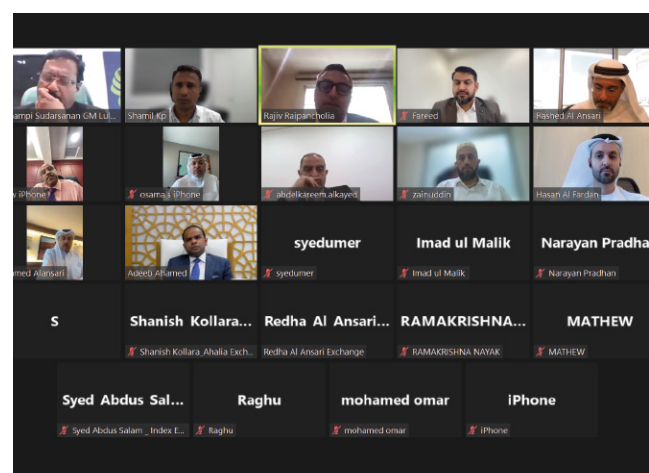 ampi Sudarsanan GM Lul...
Shamil Kp
Rajiv Raipancholia
Fareed
Rashed Al Ansari
iPhone
osama's iPhone
abdelkareem.alkayed
zainuddin
Hasan Al Fardan
med Alansari
Adeeb Ahamed
syedumer
syedumer
Imad ul Malik
Imad ul Malik
Narayan Pradha
Narayan Pradhan
S
Shanish Kollara...
Shanish Kollara_Ahalia Exch...
Redha Al Ansari...
Redha Al Ansari Exchange
RAMAKRISHNA...
RAMAKRISHNA NAYAK
MATHEW
MATHEW
Syed Abdus Sal...
Syed Abdus Salam _ Index E...
Raghu
Raghu
mohamed omar
mohamed omar
iPhone
iPhone